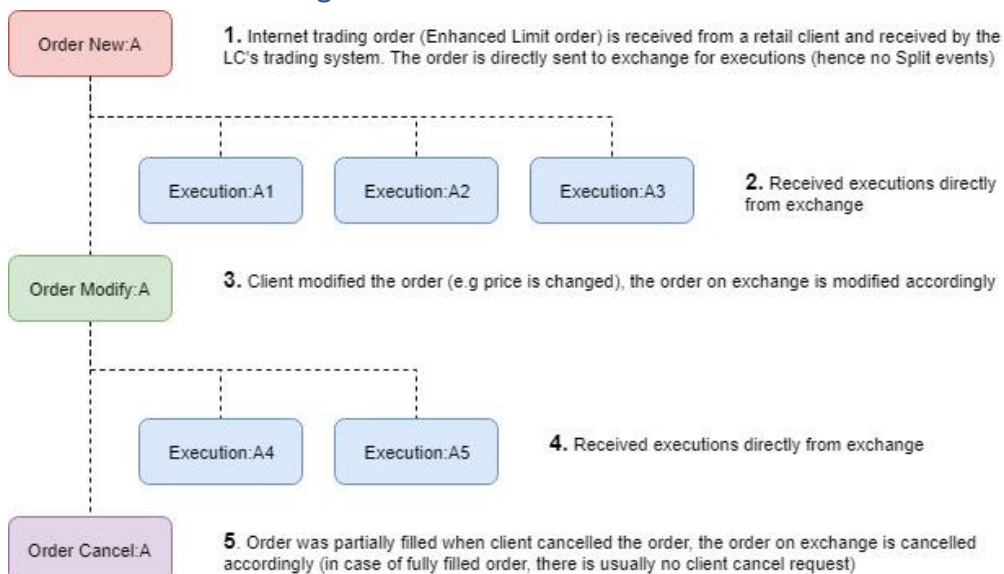 Order New:A
1. Internet trading order (Enhanced Limit order) is received from a retail client and received by the
LC's trading system. The order is directly sent to exchange for executions (hence no Split events)
Execution:A1
Execution:A2
Execution:A3
2. Received executions directly
from exchange
Order Modify:A
3. Client modified the order (e.g price is changed), the order on exchange is modified accordingly
Execution:A4
Execution:A5
4. Received executions directly from exchange
Order Cancel:A
5. Order was partially filled when client cancelled the order, the order on exchange is cancelled
accordingly (in case of fully filled order, there is usually no client cancel request)